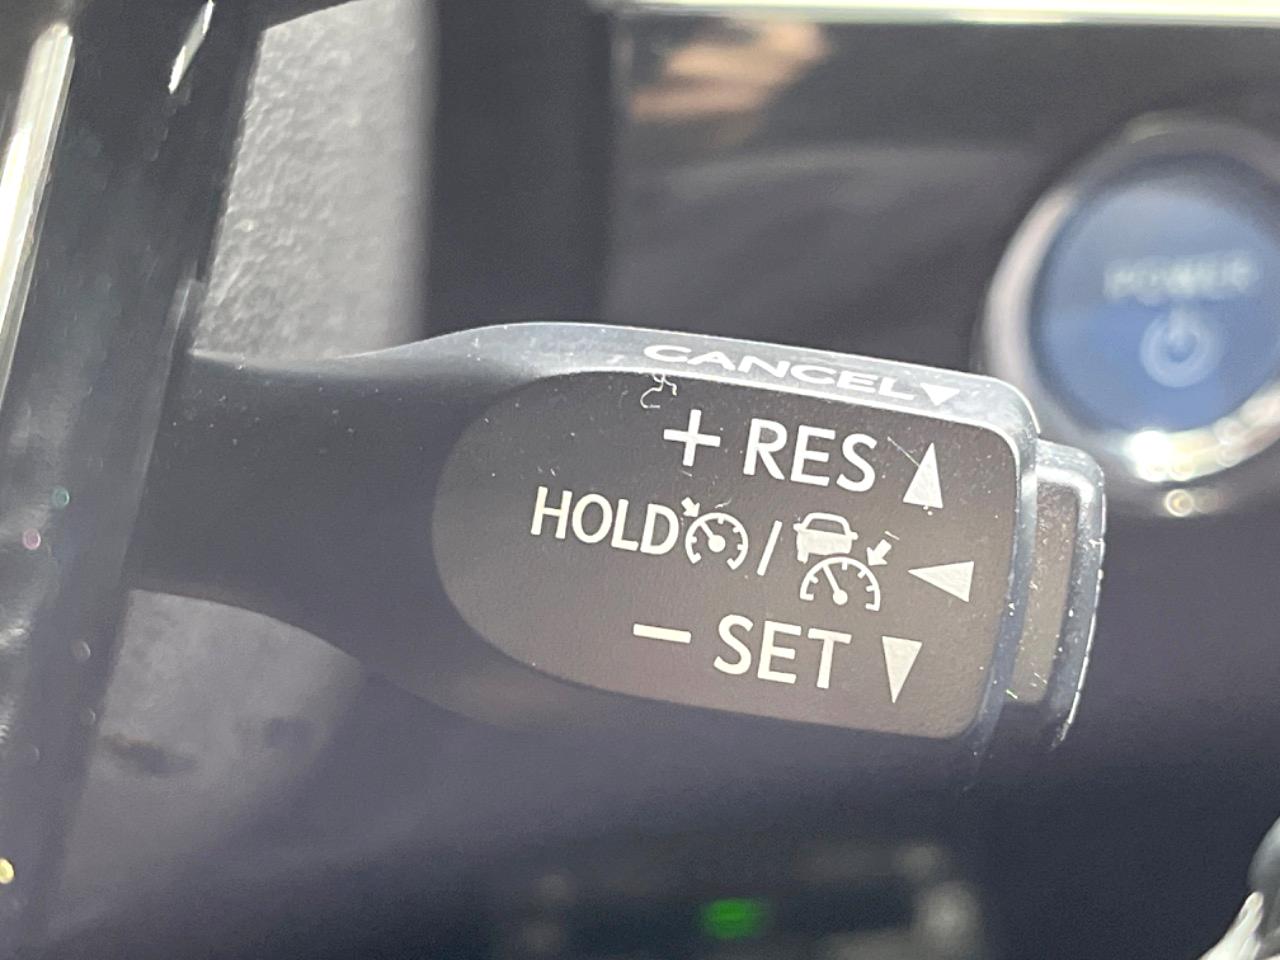 CANCEL
+ RES
HOLD /
− SET
POWER